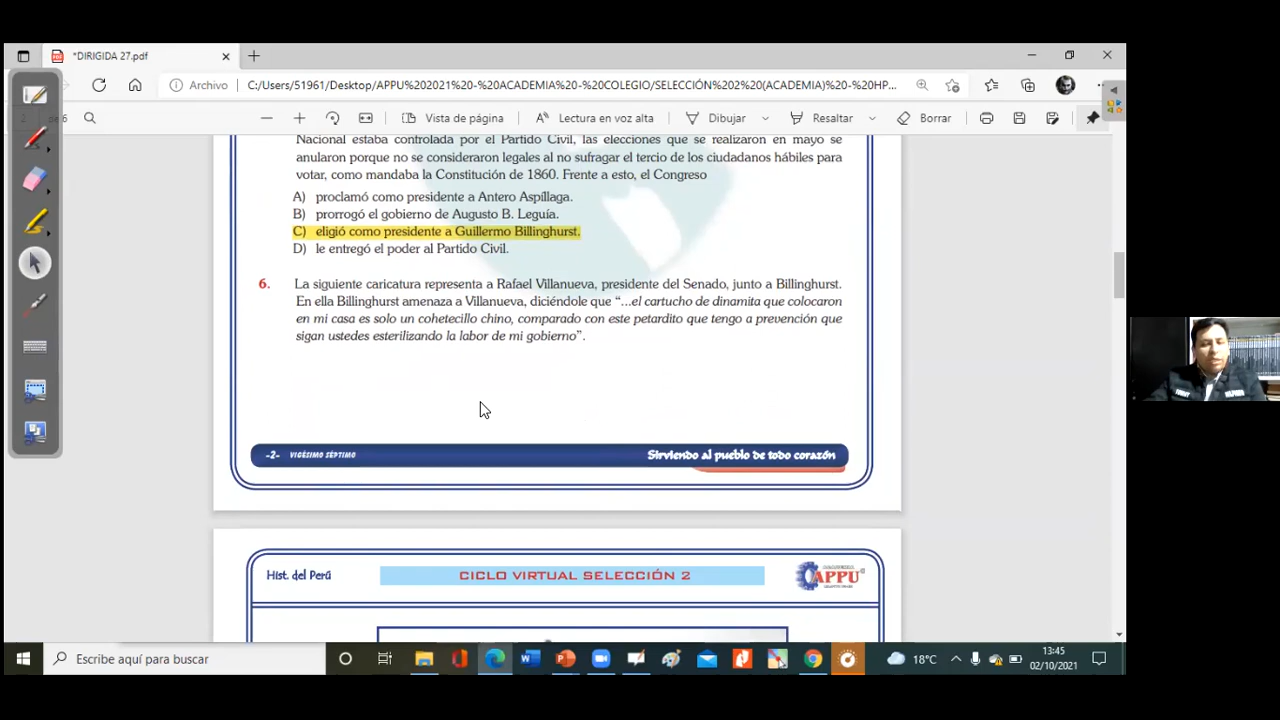 *DIRIGIDA 27.pdf
Archivo
C:/Users/51961/Desktop/APPU%202021%20-%20ACADEMIA%20-%20COLEGIO/SELECCIÓN%202%20(ACADEMIA)%20-%20HP...
2 de 6
Vista de página
Lectura en voz alta
Dibujar
Resaltar
Borrar
Nacional estaba controlada por el Partido Civil, las elecciones que se realizaron en mayo se
anularon porque no se consideraron legales al no sufragar el tercio de los ciudadanos hábiles para
votar, como mandaba la Constitución de 1860. Frente a esto, el Congreso
A) proclamó como presidente a Antero Aspíllaga.
B) prorrogó el gobierno de Augusto B. Leguía.
C) eligió como presidente a Guillermo Billinghurst.
D) le entregó el poder al Partido Civil.
6. La siguiente caricatura representa a Rafael Villanueva, presidente del Senado, junto a Billinghurst.
En ella Billinghurst amenaza a Villanueva, diciéndole que “...el cartucho de dinamita que colocaron
en mi casa es solo un cohetecillo chino, comparado con este petardito que tengo a prevención que
sigan ustedes esterilizando la labor de mi gobierno”.
-2- VIGÉSIMO SÉPTIMO
Sirviendo al pueblo de todo corazón
Hist. del Perú
CICLO VIRTUAL SELECCIÓN 2
ACADEMIA
APPU
Escribe aquí para buscar
18°C
13:45
02/10/2021